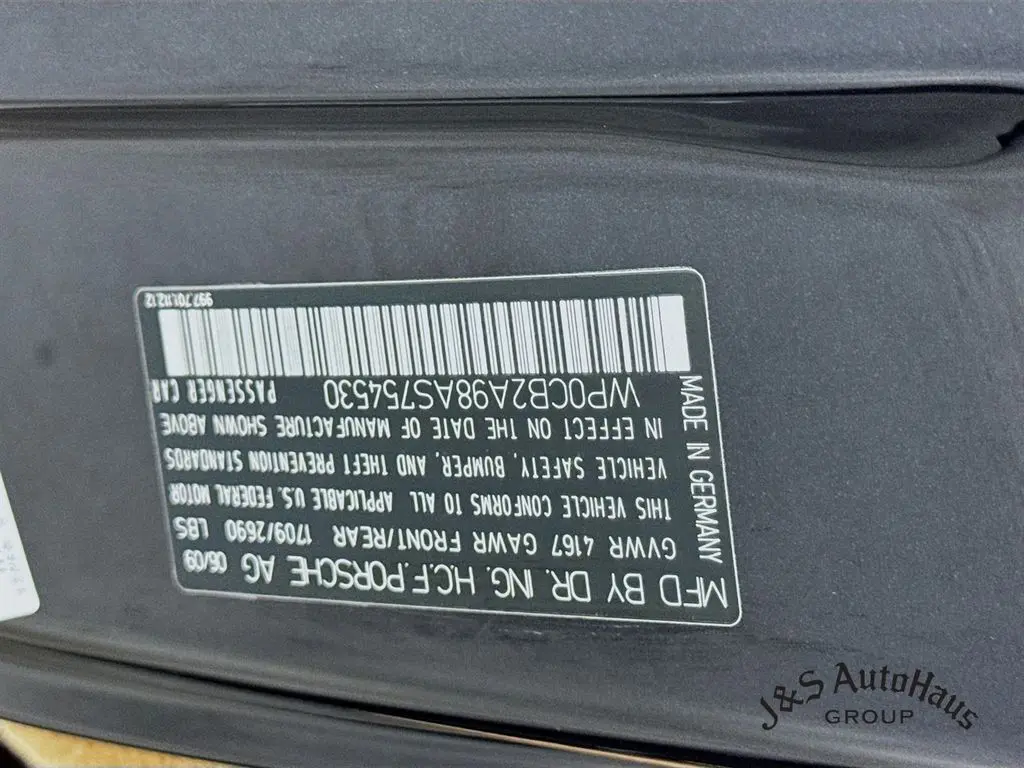 MFD BY DR. ING. H.C.F. PORSCHE AG 06/09
GVWR 4167 GAWR FRONT/REAR 1709/2690 LBS
THIS VEHICLE CONFORMS TO ALL APPLICABLE U.S. FEDERAL MOTOR
VEHICLE SAFETY, BUMPER, AND THEFT PREVENTION STANDARDS
IN EFFECT ON THE DATE OF MANUFACTURE SHOWN ABOVE
WP0CB2A98AS754530 PASSENGER CAR
997.701.112.12
MADE IN GERMANY
J&S AutoHaus
GROUP